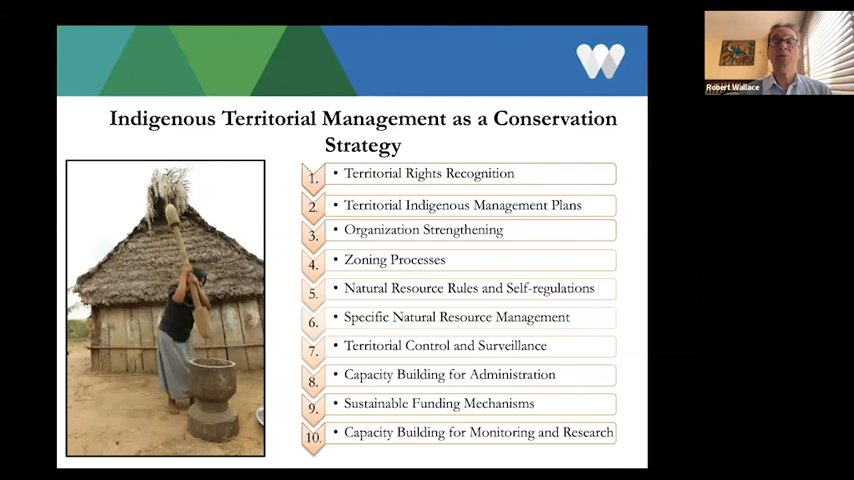 Indigenous Territorial Management as a Conservation
Strategy
1. • Territorial Rights Recognition
2. • Territorial Indigenous Management Plans
3. • Organization Strengthening
4. • Zoning Processes
5. • Natural Resource Rules and Self-regulations
6. • Specific Natural Resource Management
7. • Territorial Control and Surveillance
8. • Capacity Building for Administration
9. • Sustainable Funding Mechanisms
10. • Capacity Building for Monitoring and Research
Robert Wallace